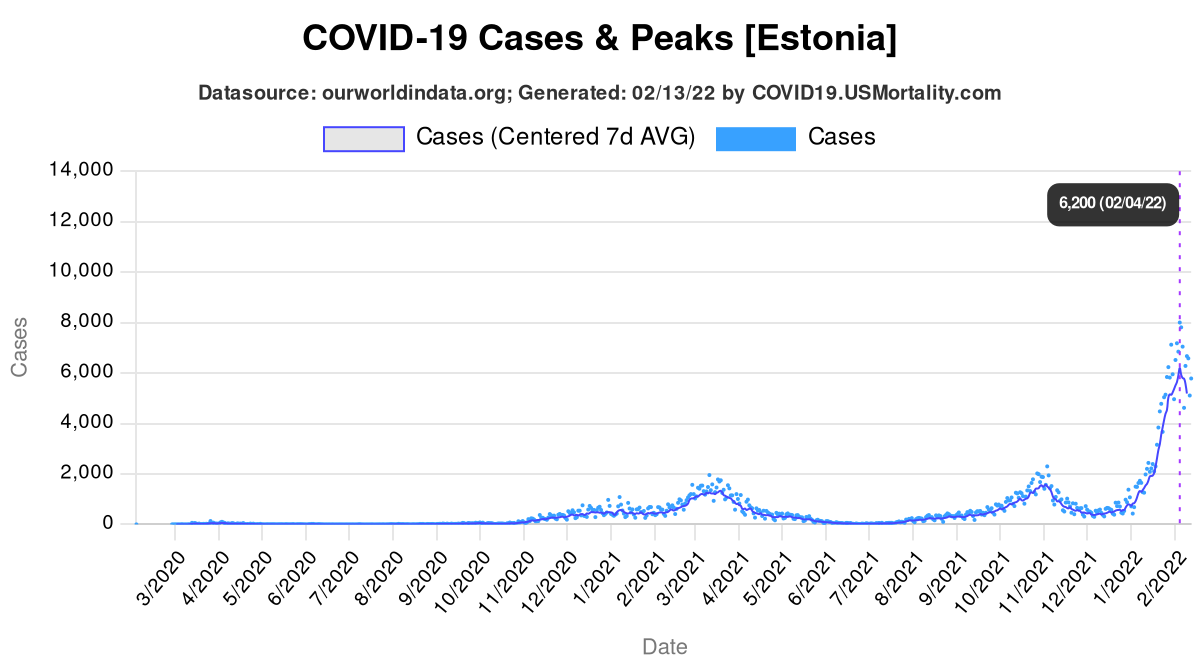 COVID-19 Cases & Peaks [Estonia]
Datasource: ourworldindata.org; Generated: 02/13/22 by COVID19.USMortality.com
Cases (Centered 7d AVG) Cases
14,000
6,200 (02/04/22)
12,000
10,000
8,000
6,000
4,000
2,000
0
Cases
3/2020 4/2020 5/2020 6/2020 7/2020 8/2020 9/2020 10/2020 11/2020 12/2020 1/2021 2/2021 3/2021 4/2021 5/2021 6/2021 7/2021 8/2021 9/2021 10/2021 11/2021 12/2021 1/2022 2/2022
Date